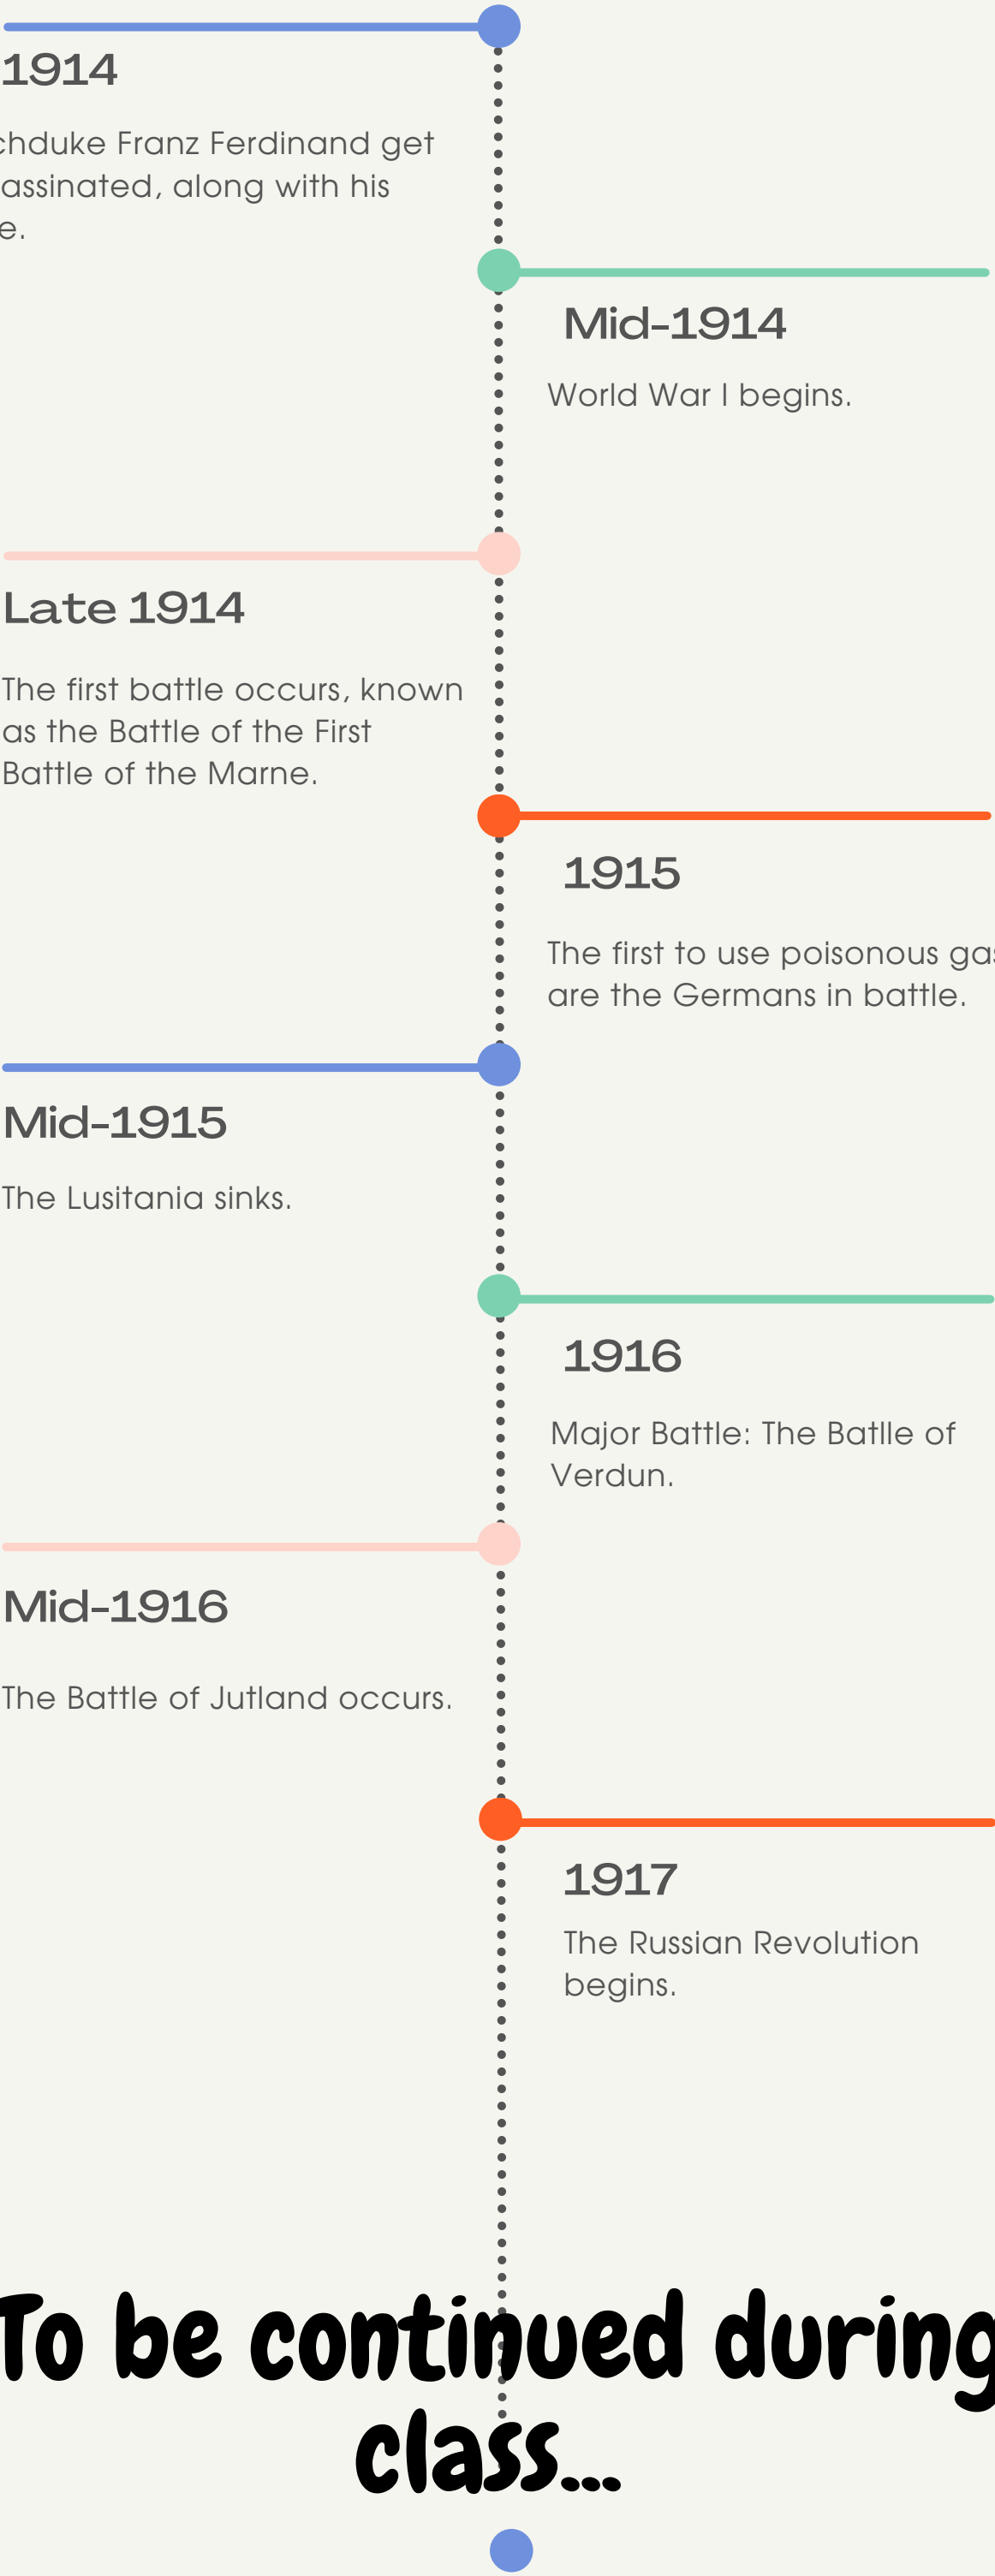 1914
chduke Franz Ferdinand get
assinated, along with his
e.
Mid-1914
World War I begins.
Late 1914
The first battle occurs, known
as the Battle of the First
Battle of the Marne.
1915
The first to use poisonous gas
are the Germans in battle.
Mid-1915
The Lusitania sinks.
1916
Major Battle: The Batlle of
Verdun.
Mid-1916
The Battle of Jutland occurs.
1917
The Russian Revolution
begins.
To be continued during
class...